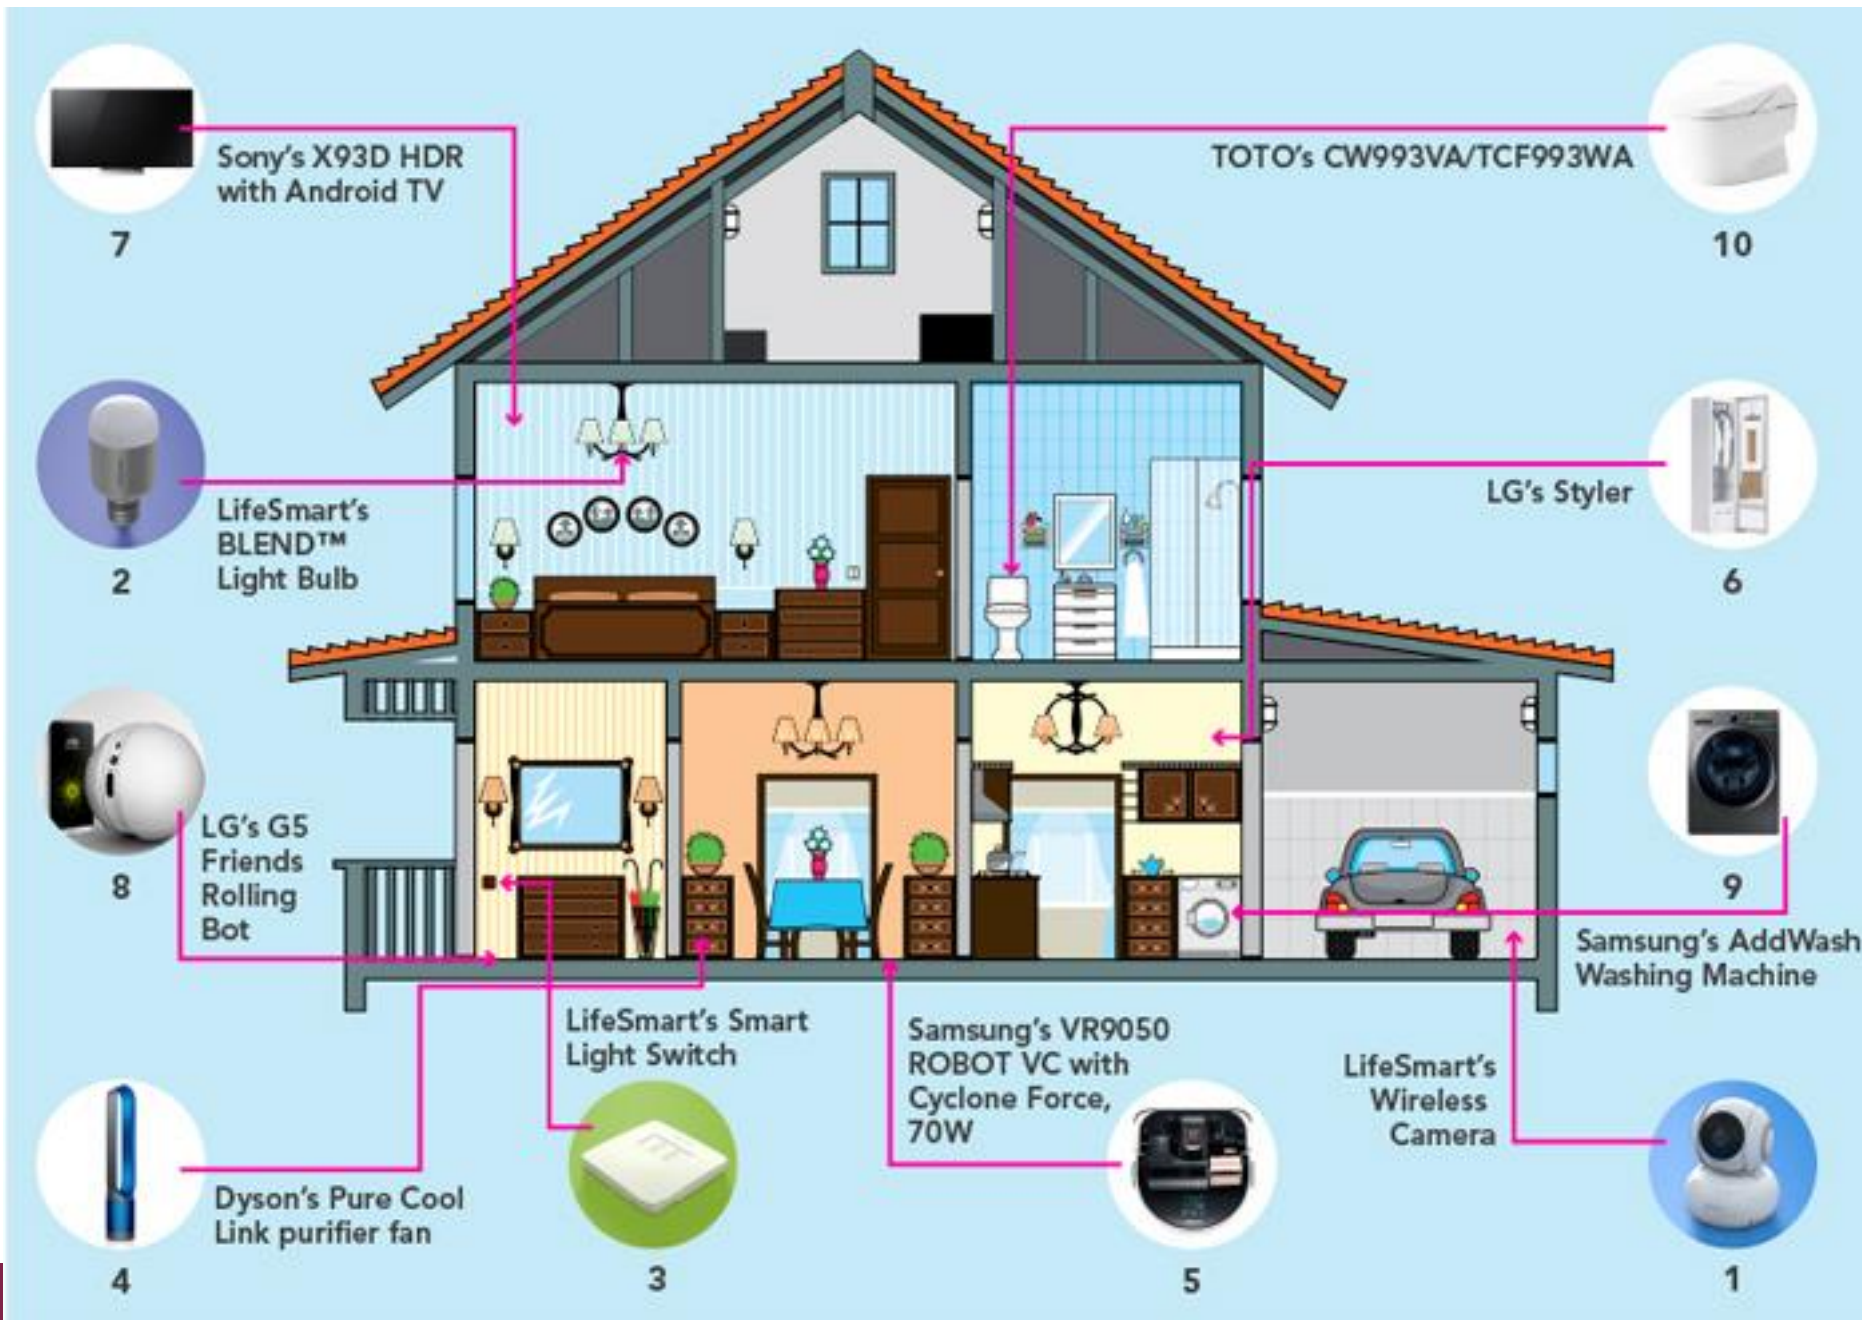 Sony's X93D HDR
with Android TV
7
TOTO's CW993VA/TCF993WA
10
LifeSmart's
BLEND™
Light Bulb
2
LG's Styler
6
LG's G5
Friends
Rolling
Bot
8
9
Samsung's AddWash
Washing Machine
LifeSmart's Smart
Light Switch
3
Samsung's VR9050
ROBOT VC with
Cyclone Force,
70W
5
LifeSmart's
Wireless
Camera
1
Dyson's Pure Cool
Link purifier fan
4